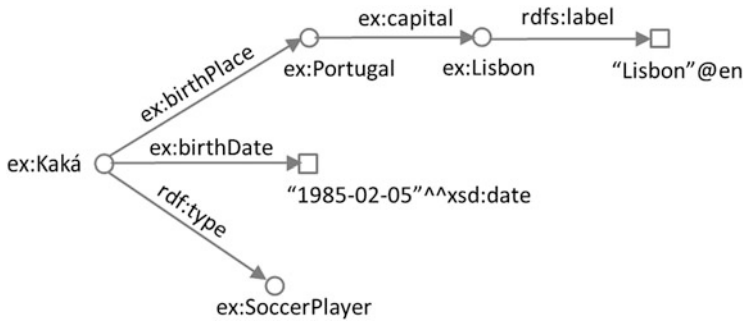 ex:capital
rdfs:label
ex:birthPlace
ex:Portugal
ex:Lisbon
“Lisbon”@en
ex:Kaká
ex:birthDate
“1985-02-05”^^xsd:date
rdf:type
ex:SoccerPlayer